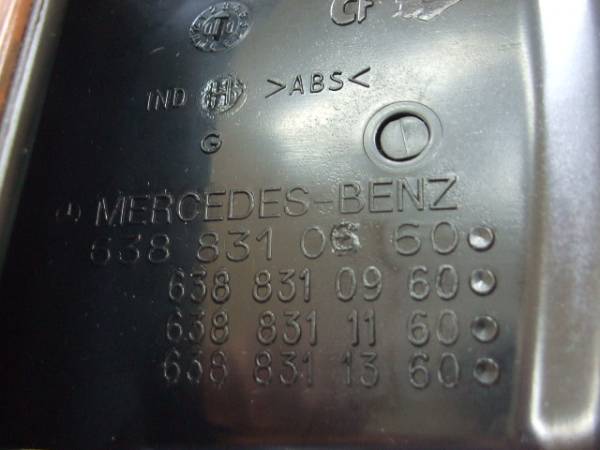 CF
IND H >ABS<
G
MERCEDES-BENZ
638 831 06 60
638 831 09 60
638 831 11 60
638 831 13 60